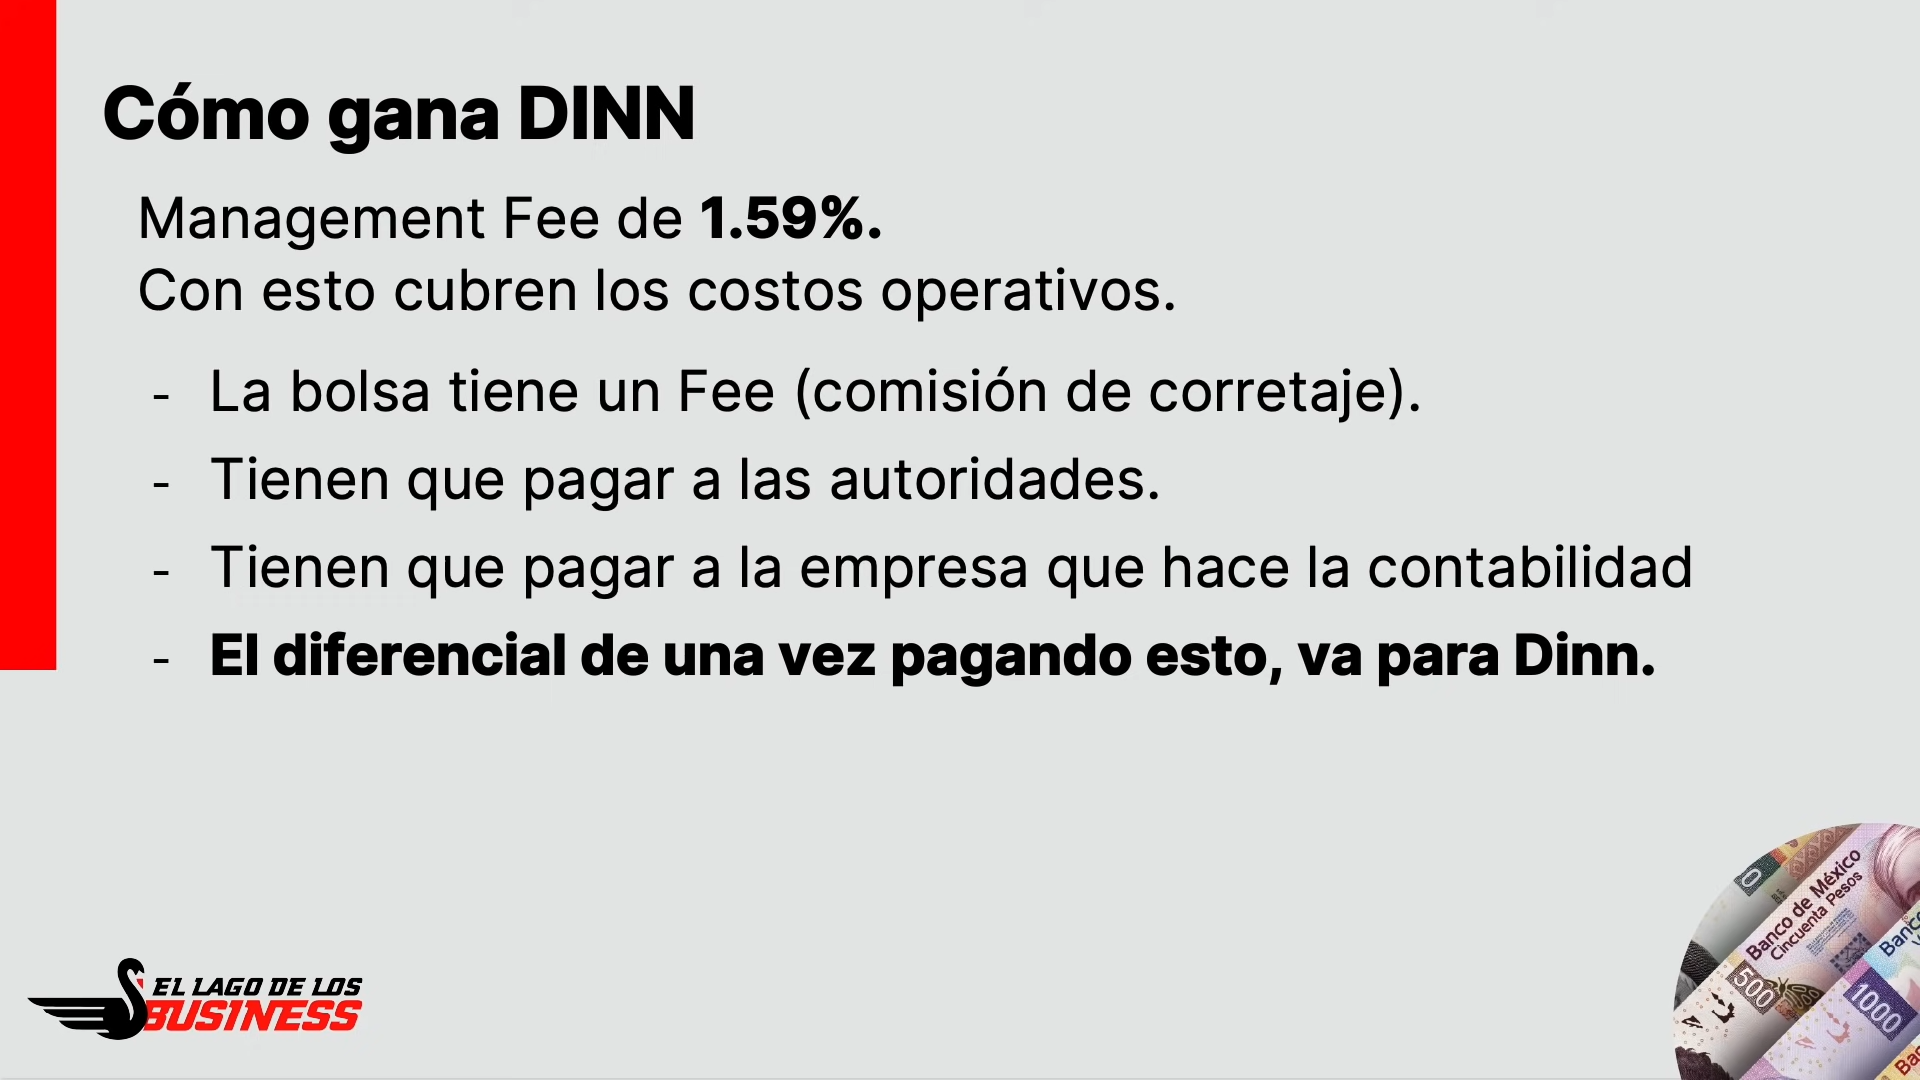 Cómo gana DINN
Management Fee de 1.59%.
Con esto cubren los costos operativos.
- La bolsa tiene un Fee (comisión de corretaje).
- Tienen que pagar a las autoridades.
- Tienen que pagar a la empresa que hace la contabilidad
- El diferencial de una vez pagando esto, va para Dinn.
EL LAGO DE LOS
BUSINESS
Banco de México
Cincuenta Pesos
500
1000